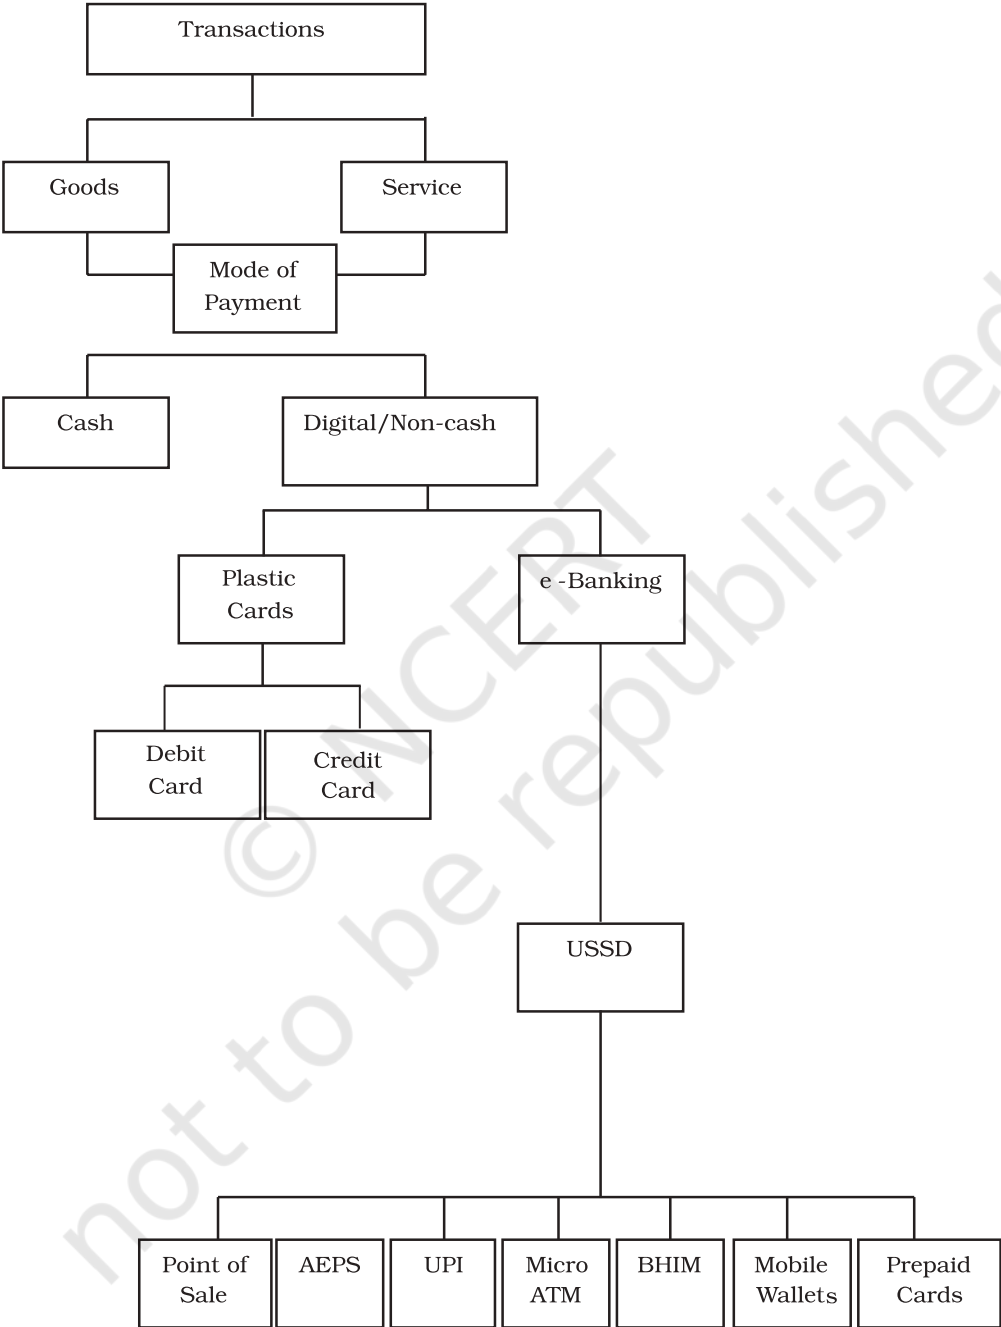 Transactions
Goods
Service
Mode of
Payment
Cash
Digital/Non-cash
Plastic
Cards
e -Banking
Debit
Card
Credit
Card
USSD
Point of
Sale
AEPS
UPI
Micro
ATM
BHIM
Mobile
Wallets
Prepaid
Cards
© NCERT
not to be republished